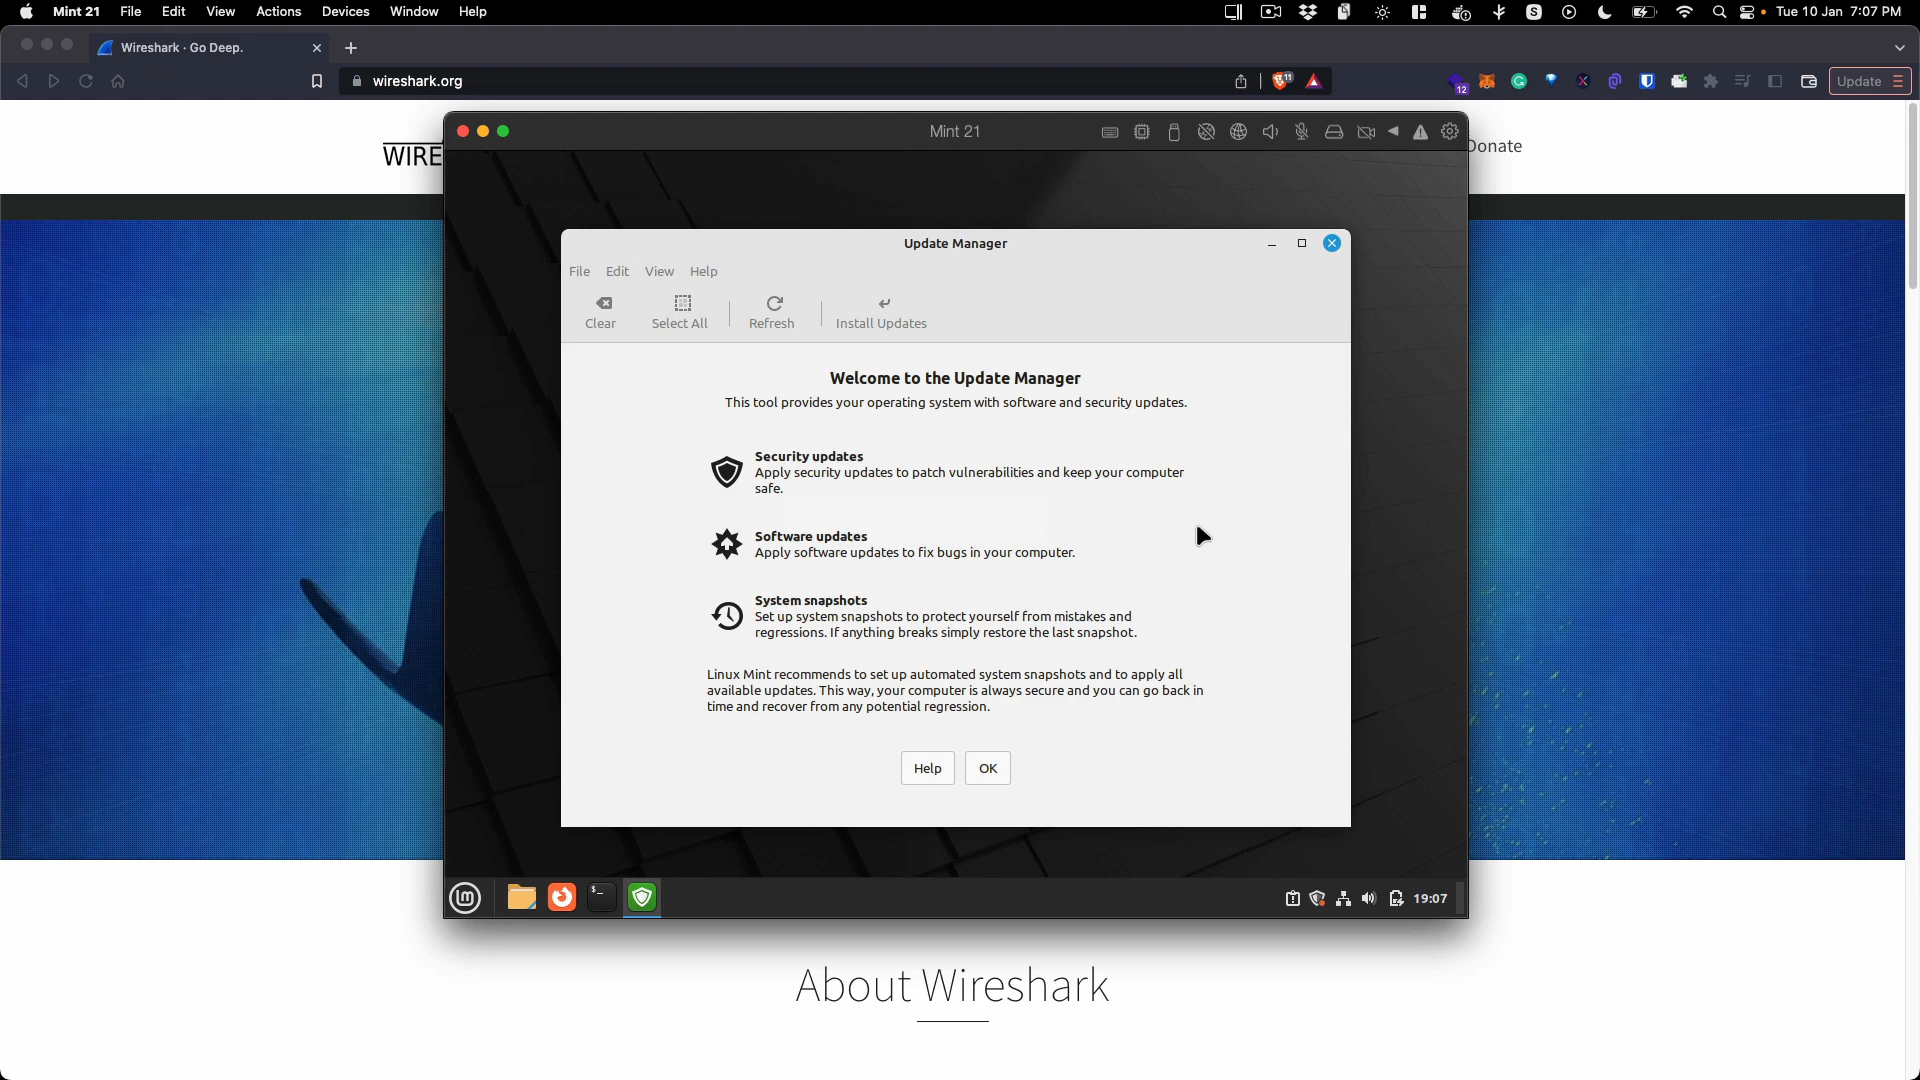 Mint 21 File Edit View Actions Devices Window Help Tue 10 Jan 7:07 PM
Wireshark · Go Deep.
wireshark.org
11
12
Update
WIRE
Mint 21
Donate
Update Manager
File Edit View Help
Clear Select All Refresh Install Updates
Welcome to the Update Manager
This tool provides your operating system with software and security updates.
Security updates
Apply security updates to patch vulnerabilities and keep your computer
safe.
Software updates
Apply software updates to fix bugs in your computer.
System snapshots
Set up system snapshots to protect yourself from mistakes and
regressions. If anything breaks simply restore the last snapshot.
Linux Mint recommends to set up automated system snapshots and to apply all
available updates. This way, your computer is always secure and you can go back in
time and recover from any potential regression.
Help OK
19:07
About Wireshark